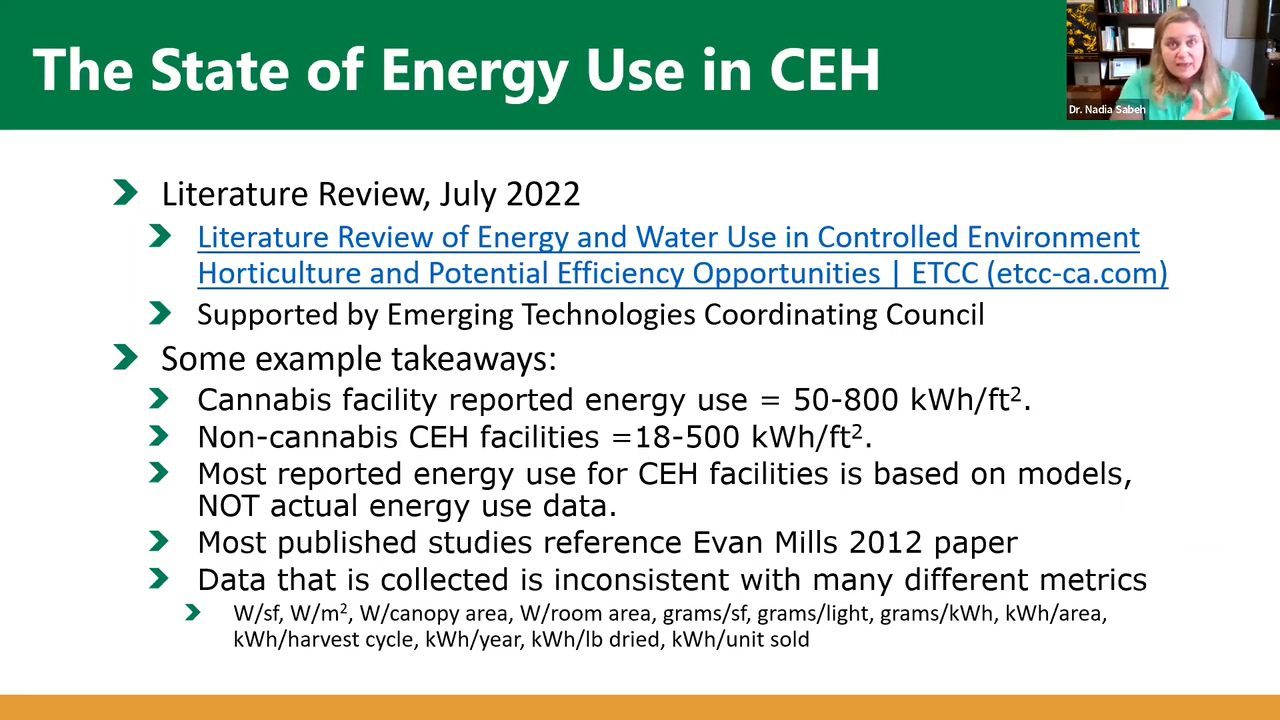 The State of Energy Use in CEH
Dr. Nadia Sabeh
Literature Review, July 2022
Literature Review of Energy and Water Use in Controlled Environment
Horticulture and Potential Efficiency Opportunities | ETCC (etcc-ca.com)
Supported by Emerging Technologies Coordinating Council
Some example takeaways:
Cannabis facility reported energy use = 50-800 kWh/ft².
Non-cannabis CEH facilities =18-500 kWh/ft².
Most reported energy use for CEH facilities is based on models,
NOT actual energy use data.
Most published studies reference Evan Mills 2012 paper
Data that is collected is inconsistent with many different metrics
W/sf, W/m², W/canopy area, W/room area, grams/sf, grams/light, grams/kWh, kWh/area,
kWh/harvest cycle, kWh/year, kWh/lb dried, kWh/unit sold